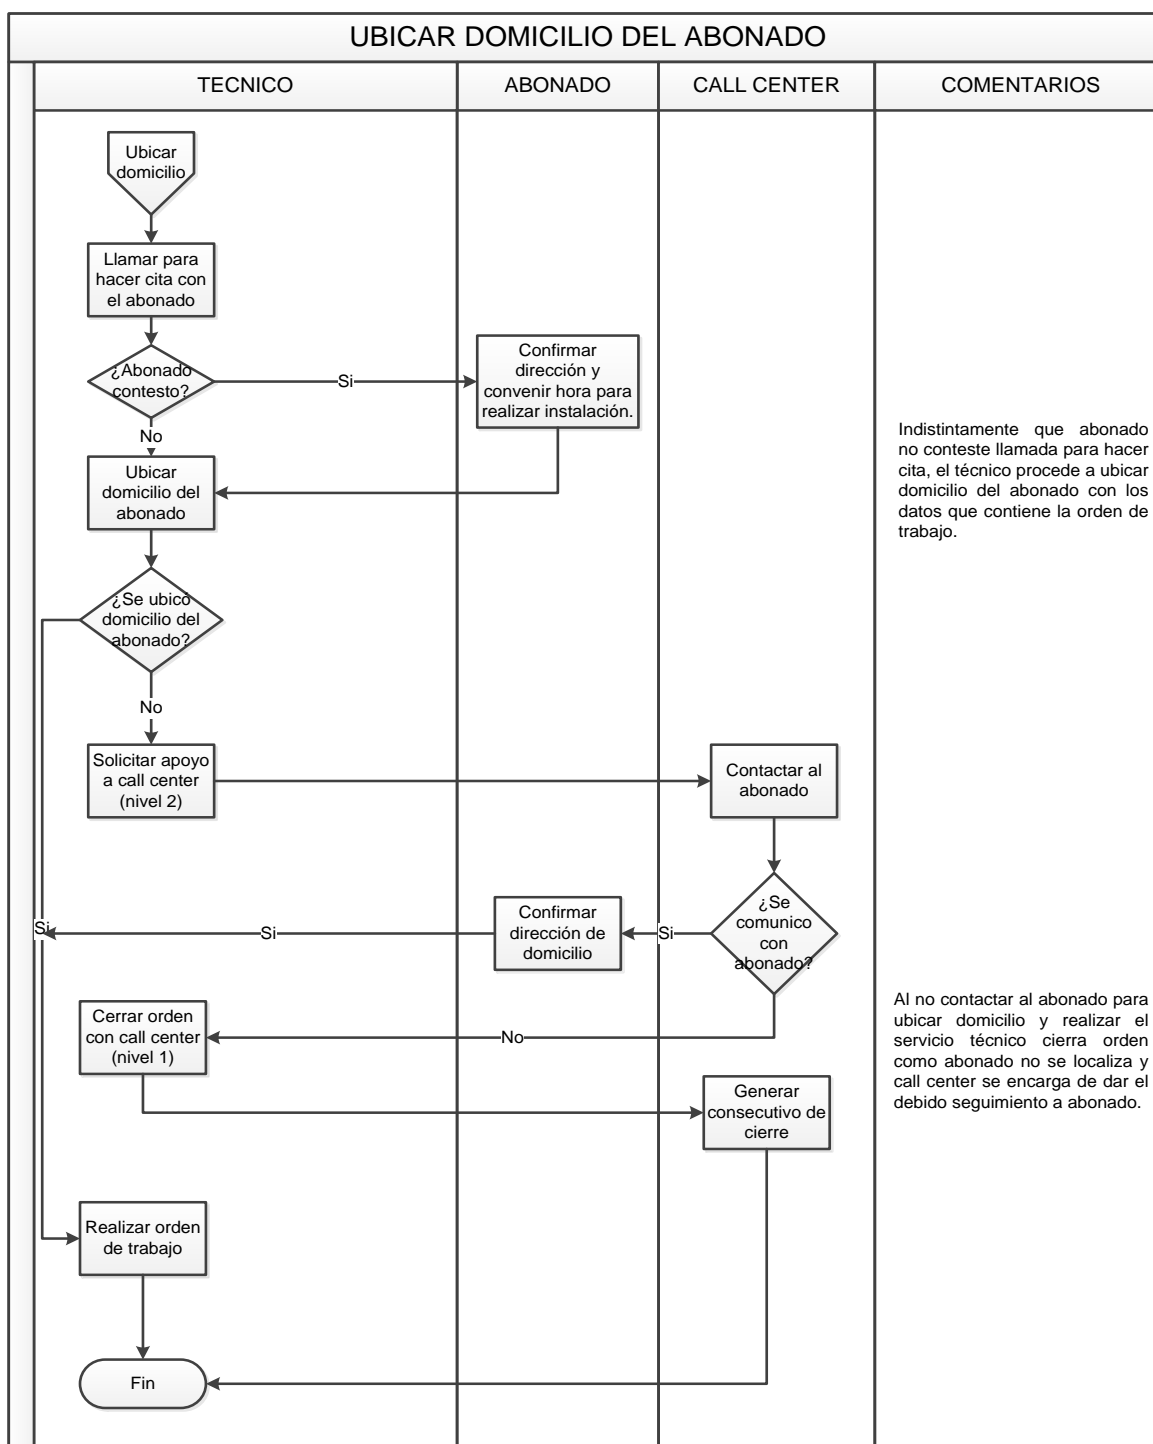 UBICAR DOMICILIO DEL ABONADO
TECNICO
ABONADO
CALL CENTER
COMENTARIOS
Ubicar
domicilio
Llamar para
hacer cita con
el abonado
¿Abonado
contesto?
Si
Confirmar
dirección y
convenir hora para
realizar instalación.
No
Ubicar
domicilio del
abonado
Indistintamente que abonado
no conteste llamada para hacer
cita, el técnico procede a ubicar
domicilio del abonado con los
datos que contiene la orden de
trabajo.
¿Se ubicó
domicilio del
abonado?
No
Solicitar apoyo
a call center
(nivel 2)
Contactar al
abonado
¿Se
comunico
con
abonado?
Si
Confirmar
dirección de
domicilio
Si
Si
Cerrar orden
con call center
(nivel 1)
No
Al no contactar al abonado para
ubicar domicilio y realizar el
servicio técnico cierra orden
como abonado no se localiza y
call center se encarga de dar el
debido seguimiento a abonado.
Generar
consecutivo de
cierre
Realizar orden
de trabajo
Fin